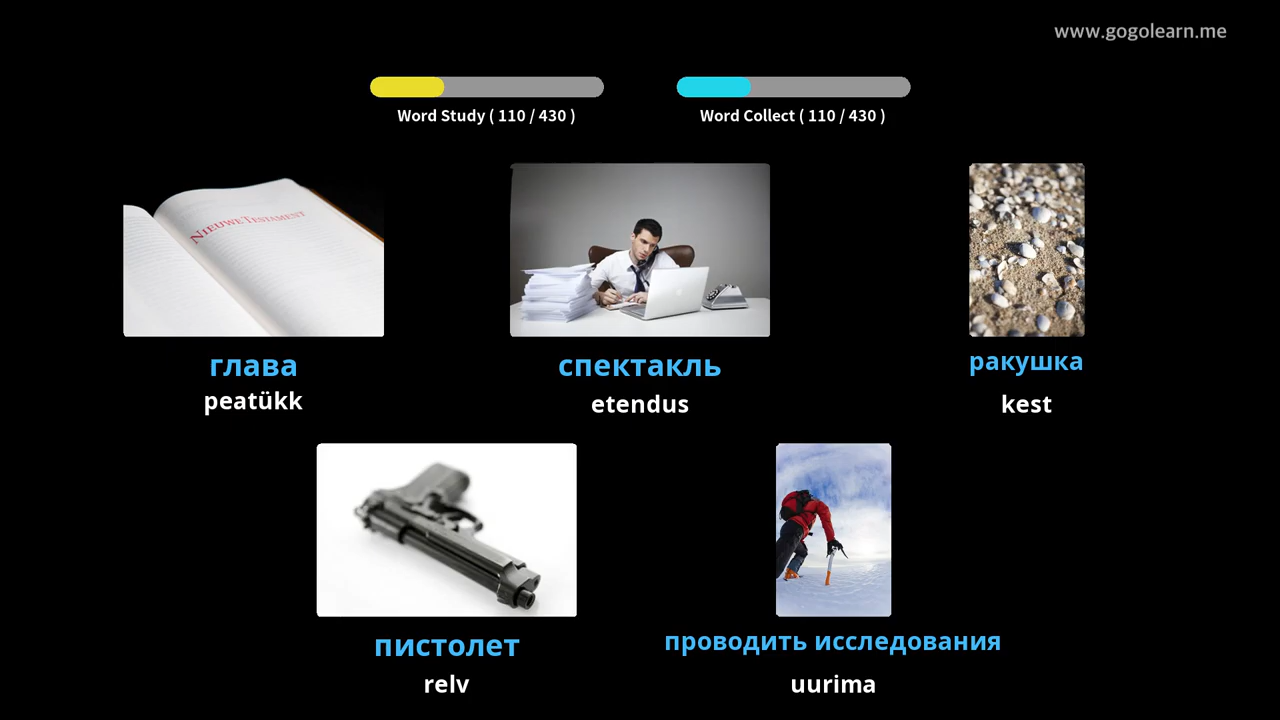 www.gogolearn.me
Word Study ( 110 / 430 )
Word Collect ( 110 / 430 )
NIEUWE TESTAMENT
глава
peatükk
спектакль
etendus
ракушка
kest
пистолет
relv
проводить исследования
uurima